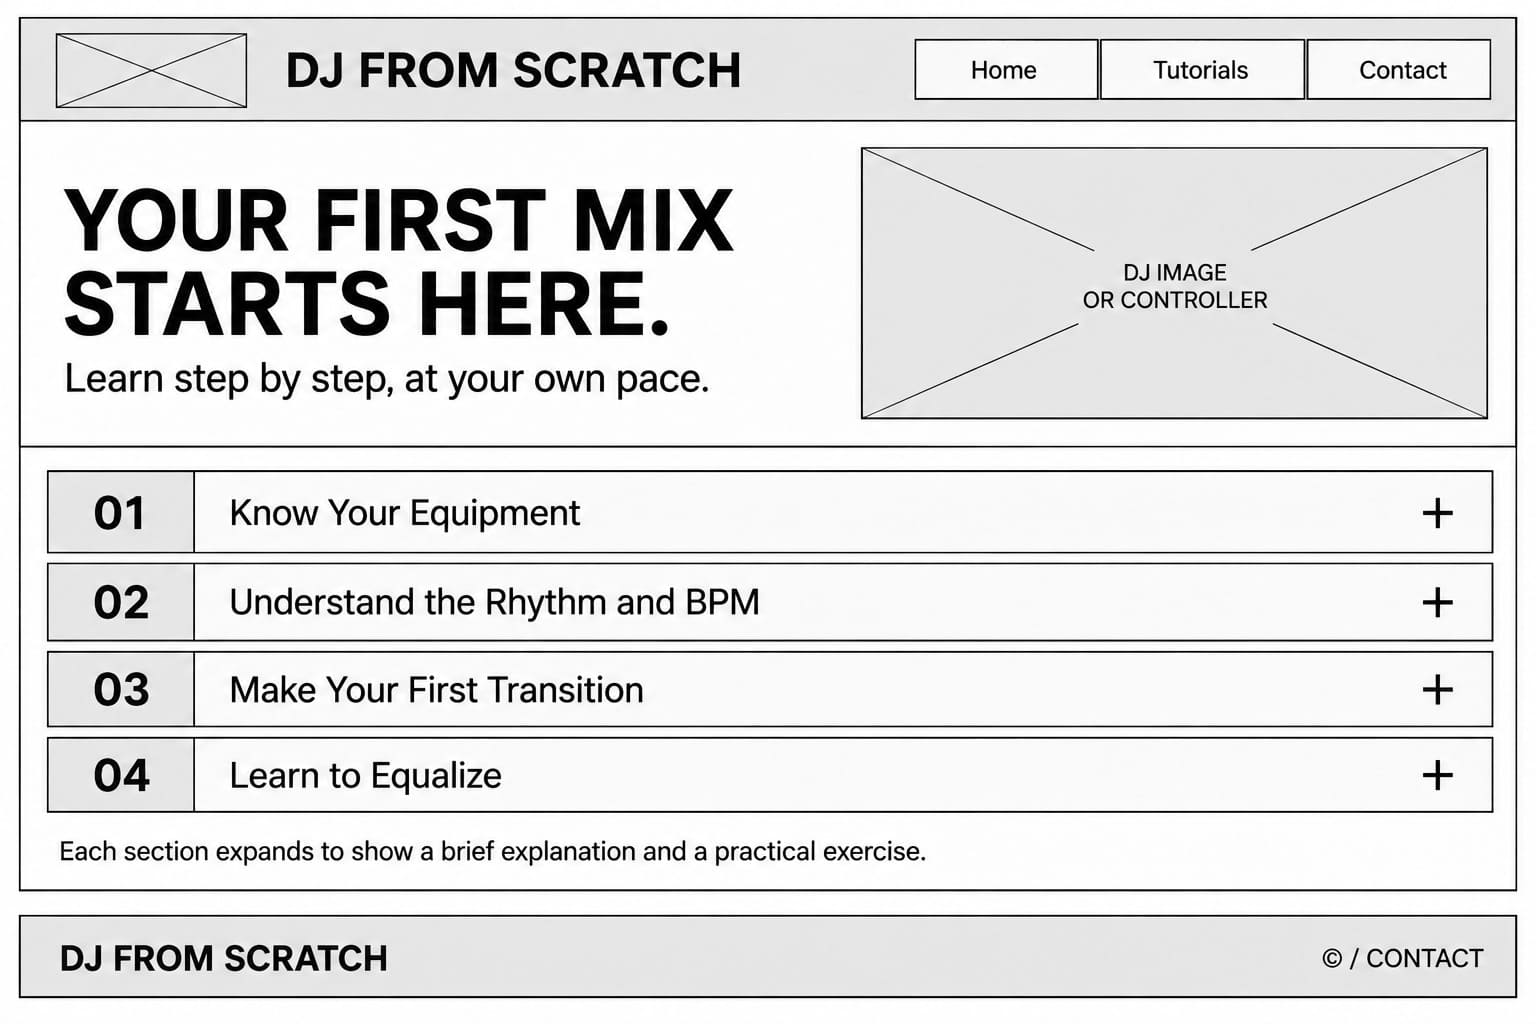 DJ FROM SCRATCH
Home
Tutorials
Contact
YOUR FIRST MIX
STARTS HERE.
Learn step by step, at your own pace.
DJ IMAGE
OR CONTROLLER
01
Know Your Equipment
+
02
Understand the Rhythm and BPM
+
03
Make Your First Transition
+
04
Learn to Equalize
+
Each section expands to show a brief explanation and a practical exercise.
DJ FROM SCRATCH
© / CONTACT